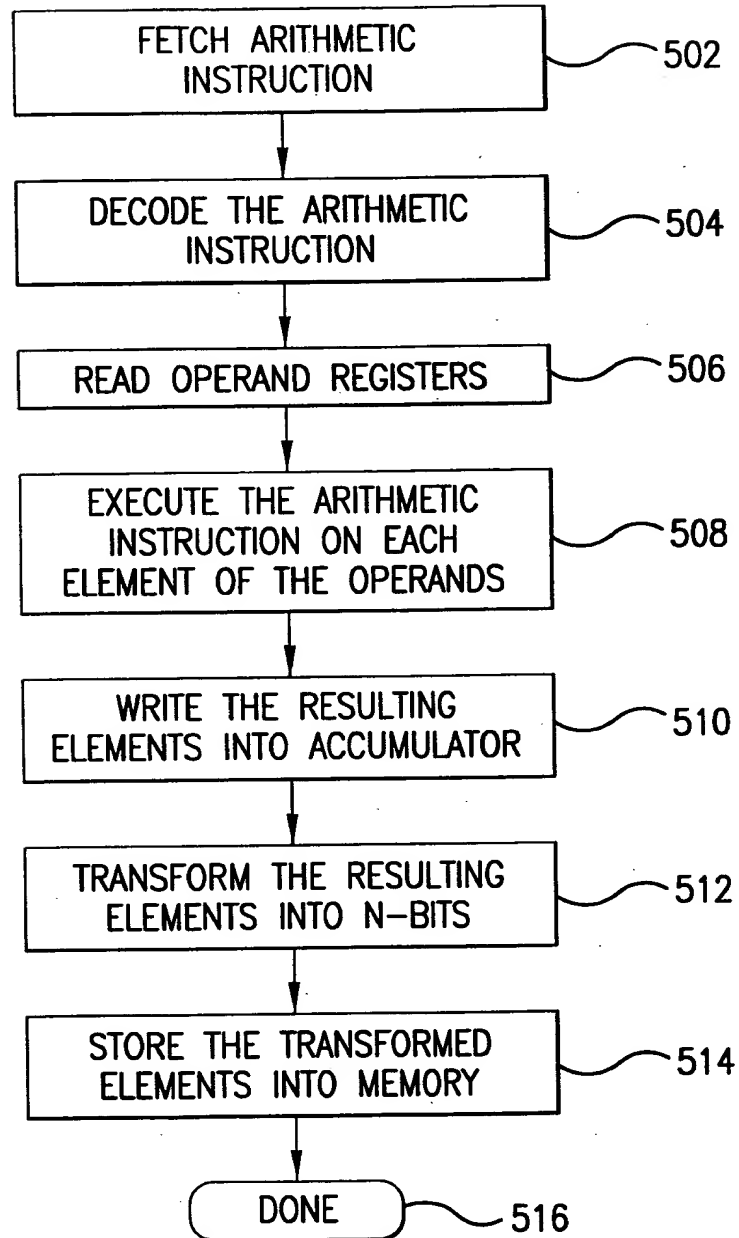 FETCH ARITHMETIC
INSTRUCTION
502
DECODE THE ARITHMETIC
INSTRUCTION
504
READ OPERAND REGISTERS
506
EXECUTE THE ARITHMETIC
INSTRUCTION ON EACH
ELEMENT OF THE OPERANDS
508
WRITE THE RESULTING
ELEMENTS INTO ACCUMULATOR
510
TRANSFORM THE RESULTING
ELEMENTS INTO N-BITS
512
STORE THE TRANSFORMED
ELEMENTS INTO MEMORY
514
DONE
516